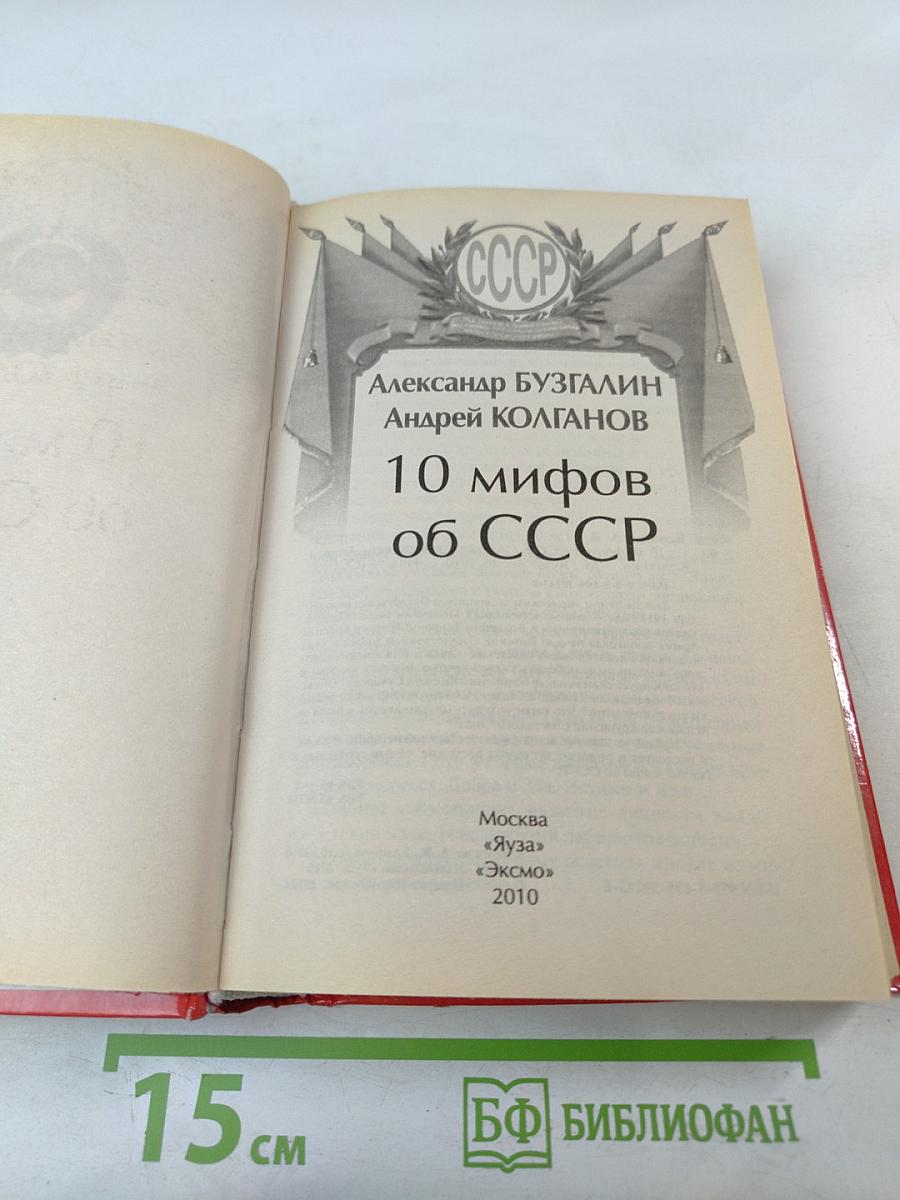 СССР
Александр БУЗГАЛИН
Андрей КОЛГАНОВ
10 мифов
об СССР
Москва
«Яуза»
«Эксмо»
2010
15 см
БФ БИБЛИОФАН